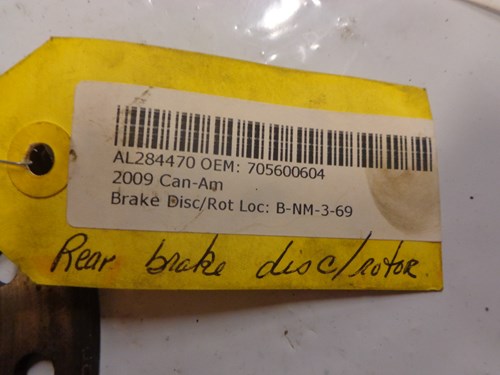 AL284470 OEM: 705600604
2009 Can-Am
Brake Disc/Rot Loc: B-NM-3-69
Rear brake disc/rotor